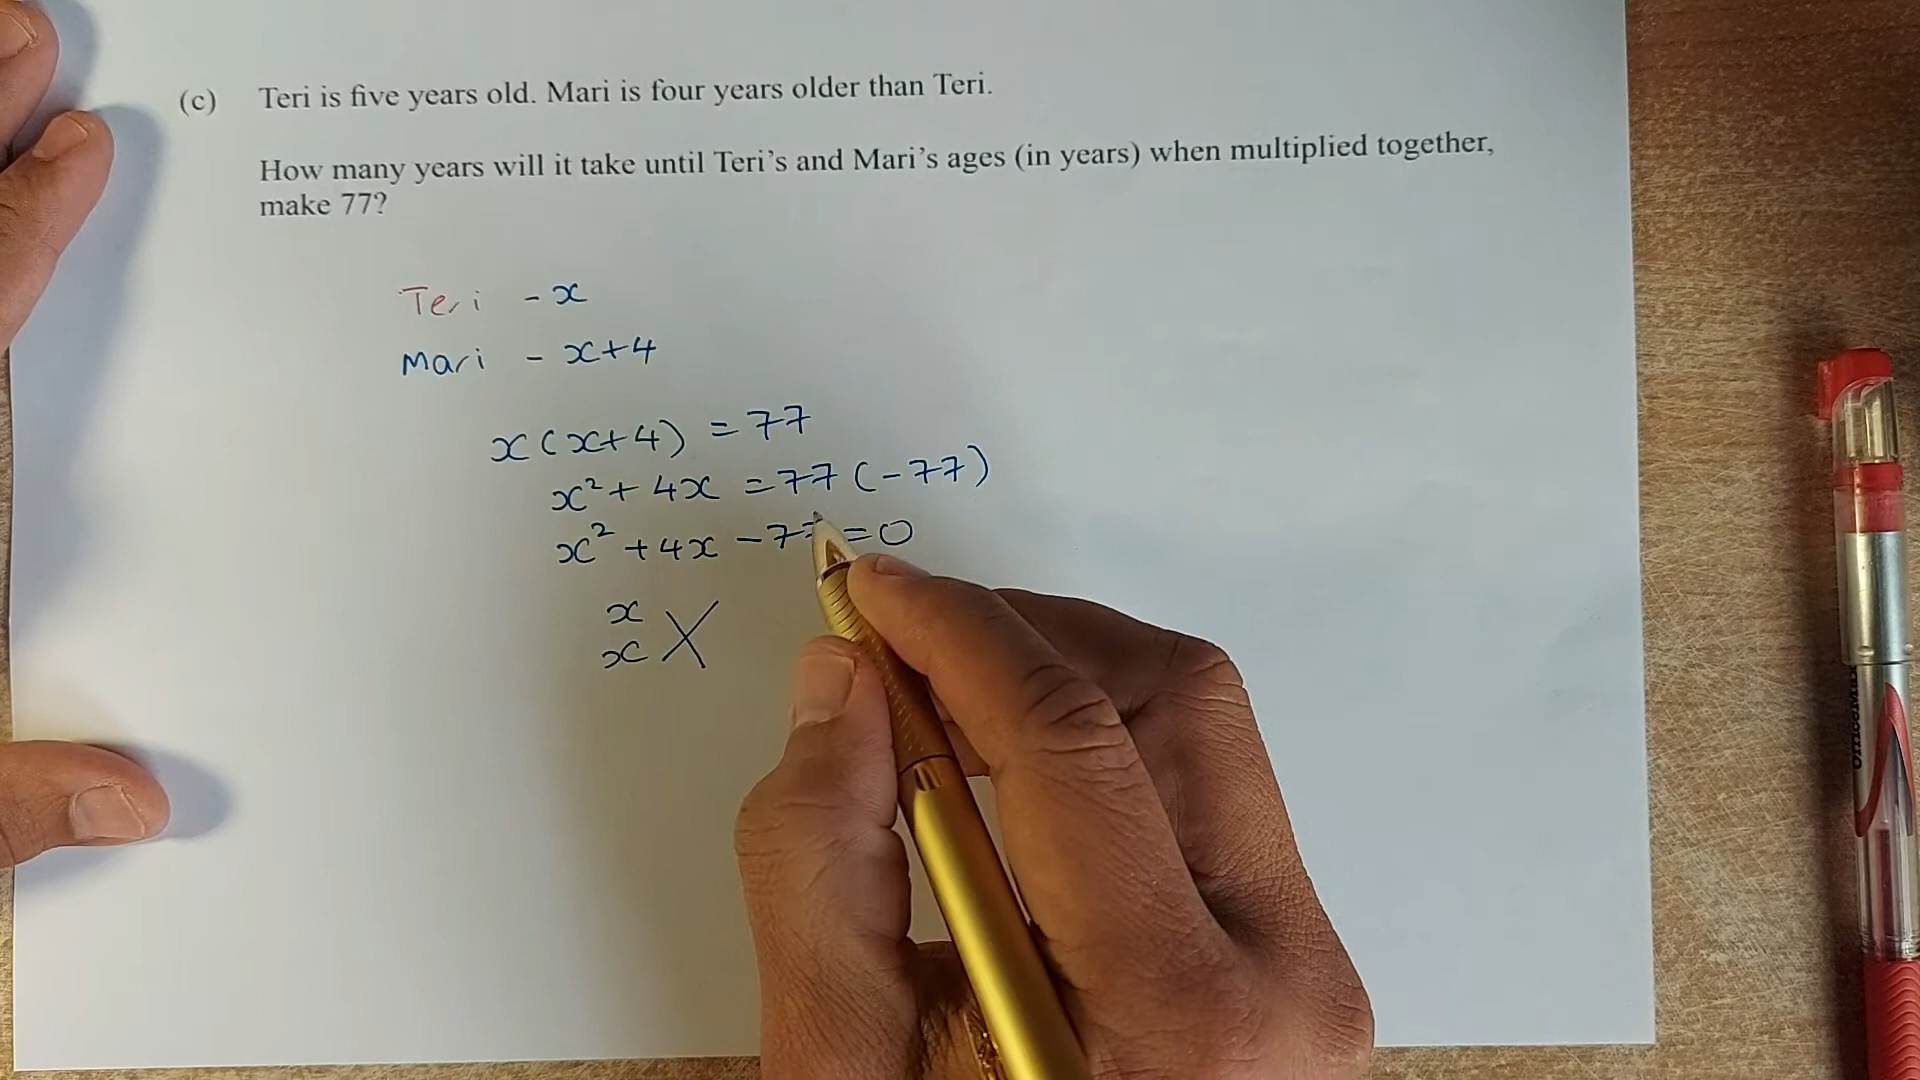 (c) Teri is five years old. Mari is four years older than Teri.
How many years will it take until Teri's and Mari's ages (in years) when multiplied together,
make 77?
Teri - x
Mari - x+4
x(x+4) = 77
x² + 4x = 77 (-77)
x² + 4x - 77 = 0
x
x